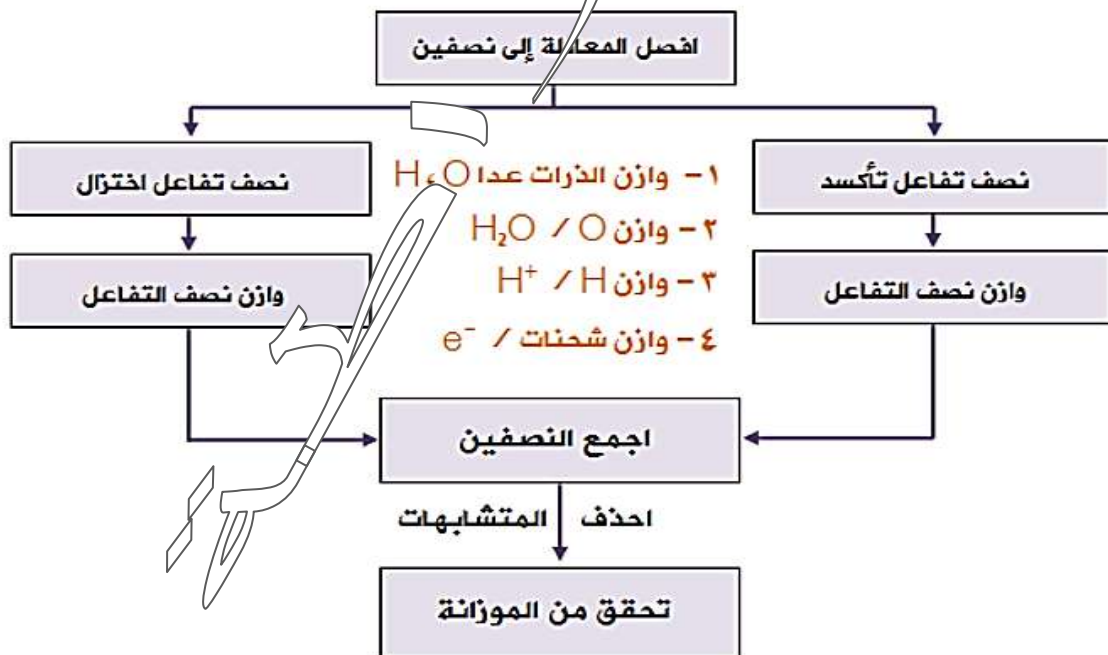 افصل المعادلة إلى نصفين
نصف تفاعل تأكسد
نصف تفاعل اختزال
١ - وازن الذرات عدا O ، H
٢ - وازن O / H₂O
٣ - وازن H / H⁺
٤ - وازن شحنات / e⁻
وازن نصف التفاعل
وازن نصف التفاعل
اجمع النصفين
احذف المتشابهات
تحقق من الموزانة